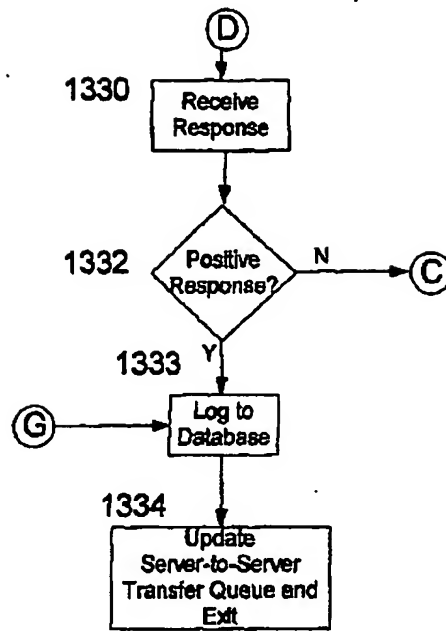 D
1330
Receive
Response
1332
Positive
Response?
N
C
1333
Y
G
Log to
Database
1334
Update
Server-to-Server
Transfer Queue and
Exit